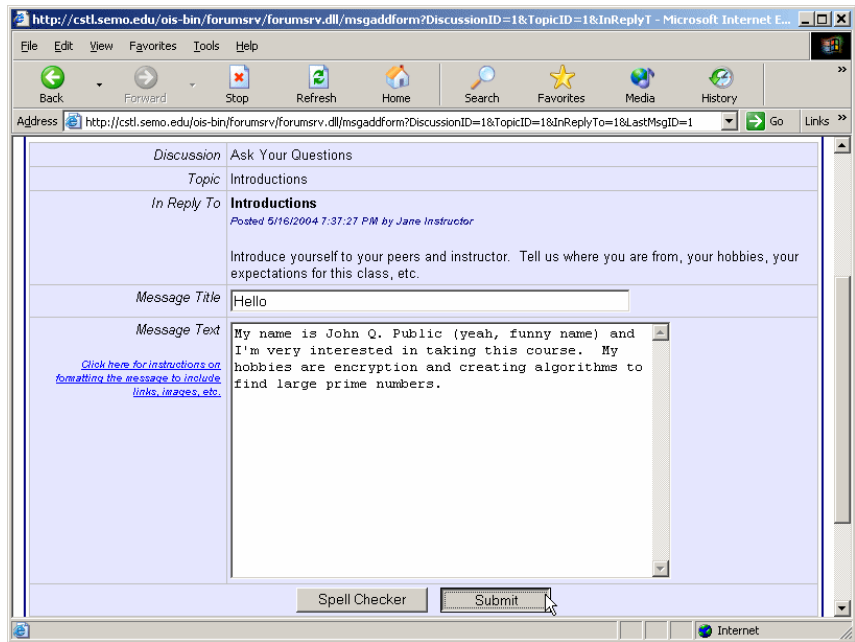 http://cstl.semo.edu/ois-bin/forumsrv/forumsrv.dll/msgaddform?DiscussionID=1&TopicID=1&InReplyT - Microsoft Internet E...
File Edit View Favorites Tools Help
Back Forward Stop Refresh Home Search Favorites Media History »
Address http://cstl.semo.edu/ois-bin/forumsrv/forumsrv.dll/msgaddform?DiscussionID=1&TopicID=1&InReplyTo=1&LastMsgID=1 Go Links »
Discussion Ask Your Questions
Topic Introductions
In Reply To Introductions
Posted 5/16/2004 7:37:27 PM by Jane Instructor
Introduce yourself to your peers and instructor. Tell us where you are from, your hobbies, your
expectations for this class, etc.
Message Title Hello
Message Text My name is John Q. Public (yeah, funny name) and
I'm very interested in taking this course. My
hobbies are encryption and creating algorithms to
find large prime numbers.
Click here for instructions on
formatting the message to include
links, images, etc.
Spell Checker Submit
Internet